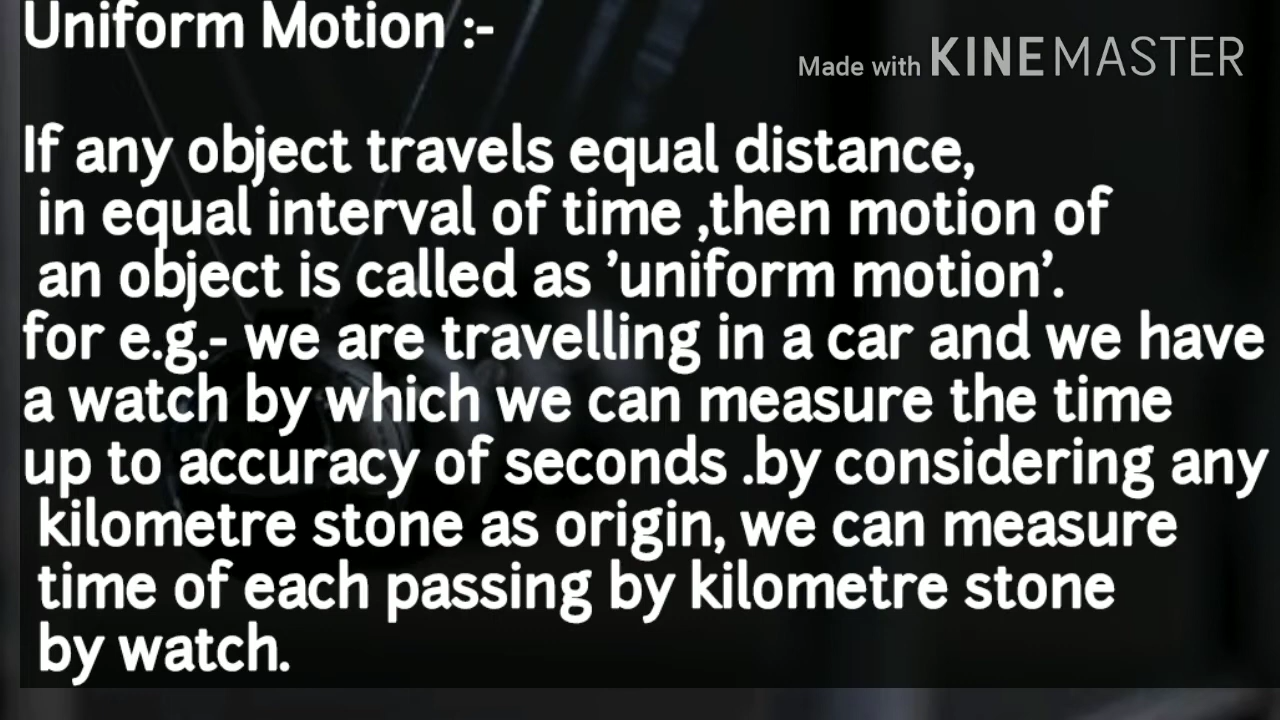 Uniform Motion :-
Made with KINEMASTER
If any object travels equal distance,
in equal interval of time ,then motion of
an object is called as 'uniform motion'.
for e.g.- we are travelling in a car and we have
a watch by which we can measure the time
up to accuracy of seconds .by considering any
kilometre stone as origin, we can measure
time of each passing by kilometre stone
by watch.